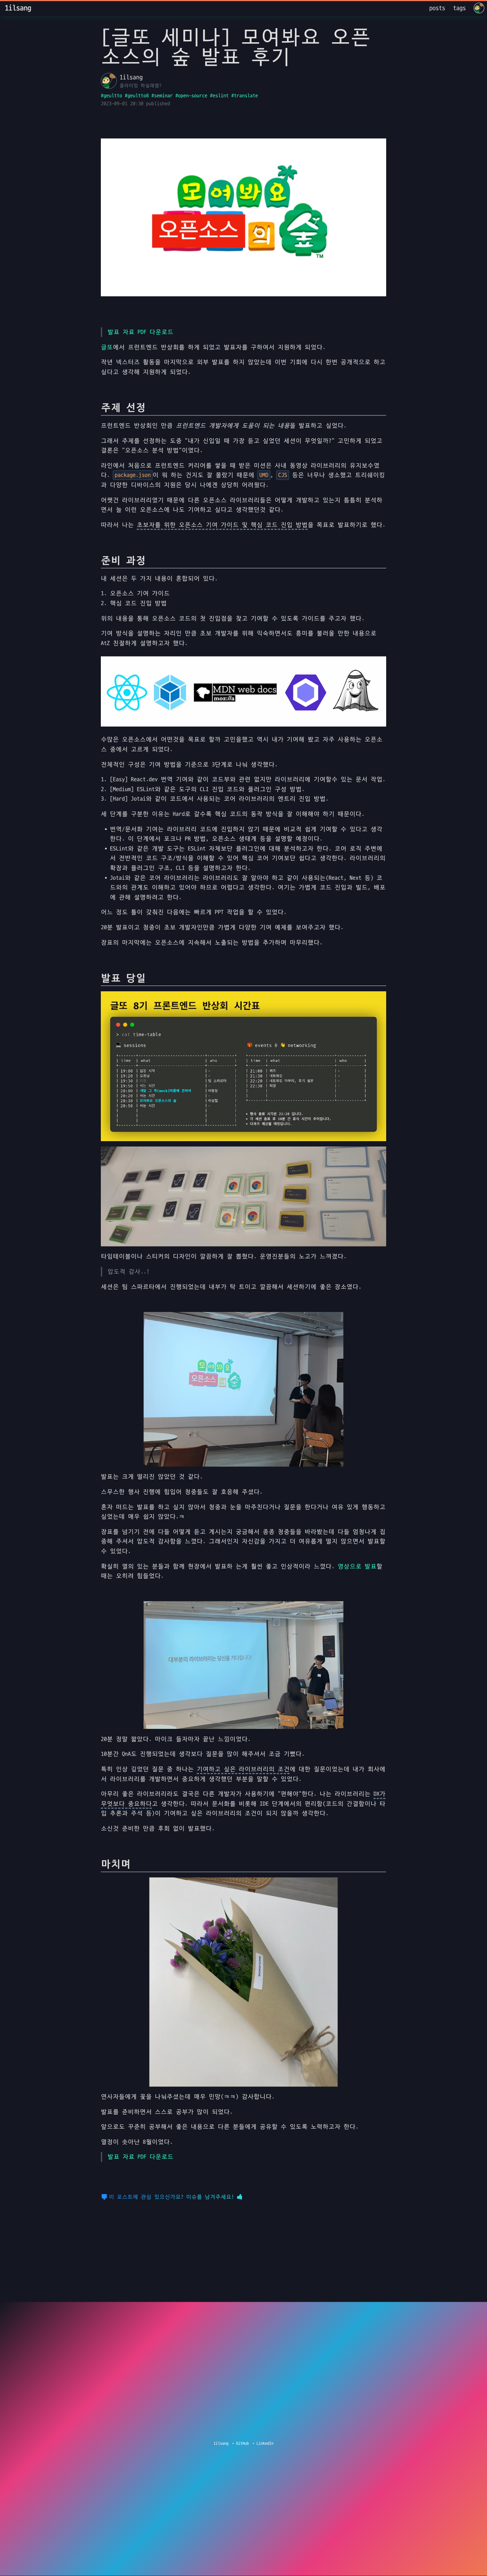 1ilsang
posts tags
[글또 세미나] 모여봐요 오픈
소스의 숲 발표 후기
1ilsang
클라이밍 하실래염?
#geultto #geultto8 #seminar #open-source #eslint #translate
2023-09-01 20:30 published
모여봐요
오픈소스의 숲
TM
발표 자료 PDF 다운로드
글또에서 프런트엔드 반상회를 하게 되었고 발표자를 구하여서 지원하게 되었다.
작년 넥스터즈 활동을 마지막으로 외부 발표를 하지 않았는데 이번 기회에 다시 한번 공개적으로 하고
싶다고 생각해 지원하게 되었다.
주제 선정
프런트엔드 반상회인 만큼 프런트엔드 개발자에게 도움이 되는 내용을 발표하고 싶었다.
그래서 주제를 선정하는 도중 "내가 신입일 때 가장 듣고 싶었던 세션이 무엇일까?" 고민하게 되었고
결론은 "오픈소스 분석 방법"이였다.
라인에서 처음으로 프런트엔드 커리어를 쌓을 때 받은 미션은 사내 동영상 라이브러리의 유지보수였
다. package.json이 뭐 하는 건지도 잘 몰랐기 때문에 UMD, CJS 등은 너무나 생소했고 트리쉐이킹
과 다양한 디바이스의 지원은 당시 나에겐 상당히 어려웠다.
어쨋건 라이브러리였기 때문에 다른 오픈소스 라이브러리들은 어떻게 개발하고 있는지 틈틈히 분석하
면서 늘 이런 오픈소스에 나도 기여하고 싶다고 생각했던것 같다.
따라서 나는 초보자를 위한 오픈소스 기여 가이드 및 핵심 코드 진입 방법을 목표로 발표하기로 했다.
준비 과정
내 세션은 두 가지 내용이 혼합되어 있다.
1. 오픈소스 기여 가이드
2. 핵심 코드 진입 방법
위의 내용을 통해 오픈소스 코드의 첫 진입점을 찾고 기여할 수 있도록 가이드를 주고자 했다.
기여 방식을 설명하는 자리인 만큼 초보 개발자를 위해 익숙하면서도 흥미를 불러올 만한 내용으로
AtZ 친절하게 설명하고자 했다.
MDN web docs
moz://a
수많은 오픈소스에서 어떤것을 목표로 할까 고민했고 역시 내가 기여해 봤고 자주 사용하는 오픈소
스 중에서 고르게 되었다.
전체적인 구성은 기여 방법을 기준으로 3단계로 나눠 생각했다.
1. [Easy] React.dev 번역 기여와 같이 코드부와 관련 없지만 라이브러리에 기여할수 있는 문서 작업.
2. [Medium] ESLint와 같은 도구의 CLI 진입 코드와 플러그인 구성 방법.
3. [Hard] Jotai와 같이 코드에서 사용되는 코어 라이브러리의 엔트리 진입 방법.
세 단계를 구분한 이유는 Hard로 갈수록 핵심 코드의 동작 방식을 잘 이해해야 하기 때문이다.
• 번역/문서화 기여는 라이브러리 코드에 진입하지 않기 때문에 비교적 쉽게 기여할 수 있다고 생각
한다. 이 단계에서 포크나 PR 방법, 오픈소스 생태계 등을 설명할 예정이다.
• ESLint와 같은 개발 도구는 ESLint 자체보단 플러그인에 대해 분석하고자 한다. 코어 로직 주변에
서 전반적인 코드 구조/방식을 이해할 수 있어 핵심 코어 기여보단 쉽다고 생각한다. 라이브러리의
확장과 플러그인 구조, CLI 등을 설명하고자 한다.
• Jotai와 같은 코어 라이브러리는 라이브러리도 잘 알아야 하고 같이 사용되는(React, Next 등) 코
드와의 관계도 이해하고 있어야 하므로 어렵다고 생각한다. 여기는 가볍게 코드 진입과 빌드, 배포
에 관해 설명하려고 한다.
어느 정도 틀이 갖춰진 다음에는 빠르게 PPT 작업을 할 수 있었다.
20분 발표이고 청중이 초보 개발자인만큼 가볍게 다양한 기여 예제를 보여주고자 했다.
장표의 마지막에는 오픈소스에 지속해서 노출되는 방법을 추가하며 마무리했다.
발표 당일
글또 8기 프론트엔드 반상회 시간표
cat time-table
sessions
events & networking
time what who
time what who
타임테이블이나 스티커의 디자인이 깔끔하게 잘 뽑혔다. 운영진분들의 노고가 느껴졌다.
압도적 감사..!
세션은 팀 스파르타에서 진행되었는데 내부가 탁 트이고 깔끔해서 세션하기에 좋은 장소였다.
모여봐요
오픈소스의 숲
발표는 크게 떨리진 않았던 것 같다.
스무스한 행사 진행에 힘입어 청중들도 잘 호응해 주셨다.
혼자 떠드는 발표를 하고 싶지 않아서 청중과 눈을 마주친다거나 질문을 한다거나 여유 있게 행동하고
싶었는데 매우 쉽지 않았다.ㅋ
장표를 넘기기 전에 다들 어떻게 듣고 계시는지 궁금해서 종종 청중들을 바라봤는데 다들 엄청나게 집
중해 주셔서 압도적 감사함을 느꼈다. 그래서인지 자신감을 가지고 더 여유롭게 떨지 않으면서 발표할
수 있었다.
확실히 열의 있는 분들과 함께 현장에서 발표하는게 훨씬 좋고 인상적이라 느꼈다. 영상으로 발표할
때는 오히려 힘들었다.
대부분의 라이브러리는 당신을 기다립니다!
20분 정말 짧았다. 마이크 들자마자 끝난 느낌이었다.
10분간 QnA도 진행되었는데 생각보다 질문을 많이 해주셔서 조금 기뻤다.
특히 인상 깊었던 질문 중 하나는 기여하고 싶은 라이브러리의 조건에 대한 질문이었는데 내가 회사에
서 라이브러리를 개발하면서 중요하게 생각했던 부분을 말할 수 있었다.
아무리 좋은 라이브러리라도 결국은 다른 개발자가 사용하기에 "편해야"한다. 나는 라이브러리는 DX가
무엇보다 중요하다고 생각한다. 따라서 문서화를 비롯해 IDE 단계에서의 편리함(코드의 간결함이나 타
입 추론과 주석 등)이 기여하고 싶은 라이브러리의 조건이 되지 않을까 생각한다.
소신것 준비한 만큼 후회 없이 발표했다.
마치며
연사자들에게 꽃을 나눠주셨는데 매우 민망(ㅋㅋ) 감사합니다.
발표를 준비하면서 스스로 공부가 많이 되었다.
앞으로도 꾸준히 공부해서 좋은 내용으로 다른 분들에게 공유할 수 있도록 노력하고자 한다.
열정이 솟아난 8월이었다.
발표 자료 PDF 다운로드
이 포스트에 관심 있으신가요? 이슈를 남겨주세요!
1ilsang • GitHub • Linkedin